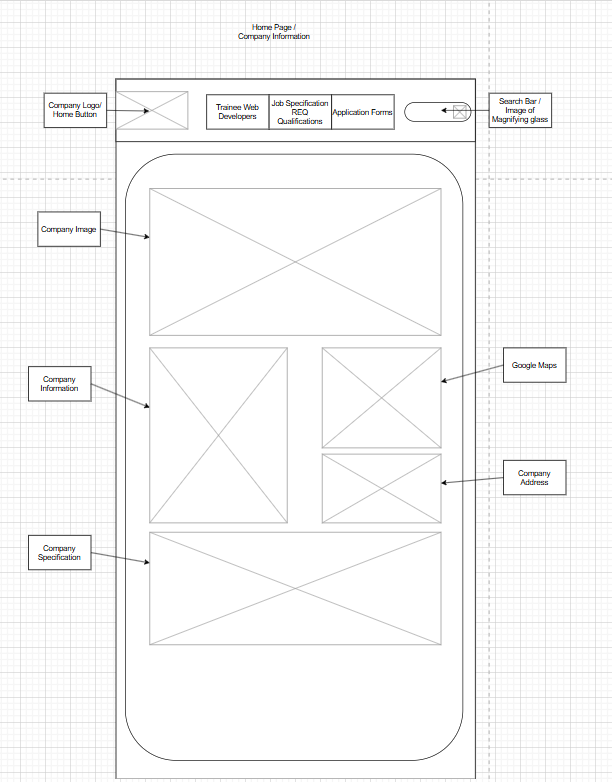 Home Page /
Company Information
Company Logo/
Home Button
Trainee Web
Developers
Job Specification
REQ
Qualifications
Application Forms
Search Bar /
Image of
Magnifying glass
Company Image
Company
Information
Google Maps
Company
Address
Company
Specification